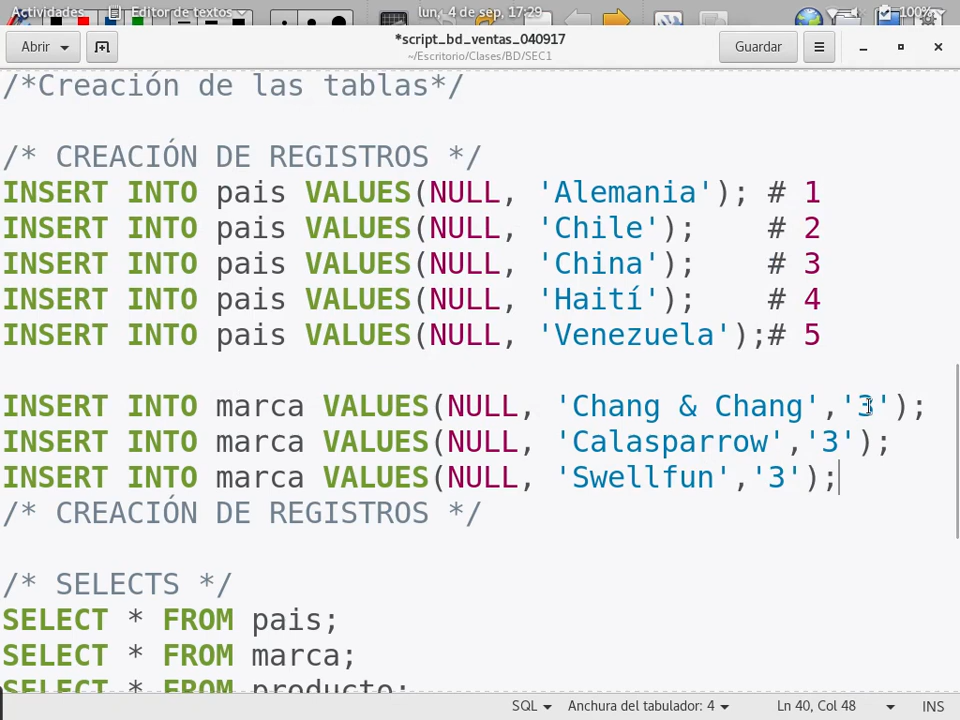 Actividades Editor de textos lun, 4 de sep, 17:29 100%
Abrir *script_bd_ventas_040917 Guardar
~/Escritorio/Clases/BD/SEC1
/*Creación de las tablas*/
/* CREACIÓN DE REGISTROS */
INSERT INTO pais VALUES(NULL, 'Alemania'); # 1
INSERT INTO pais VALUES(NULL, 'Chile'); # 2
INSERT INTO pais VALUES(NULL, 'China'); # 3
INSERT INTO pais VALUES(NULL, 'Haití'); # 4
INSERT INTO pais VALUES(NULL, 'Venezuela');# 5
INSERT INTO marca VALUES(NULL, 'Chang & Chang','3');
INSERT INTO marca VALUES(NULL, 'Calasparrow','3');
INSERT INTO marca VALUES(NULL, 'Swellfun','3');
/* CREACIÓN DE REGISTROS */
/* SELECTS */
SELECT * FROM pais;
SELECT * FROM marca;
SELECT * FROM producto;
SQL Anchura del tabulador: 4 Ln 40, Col 48 INS